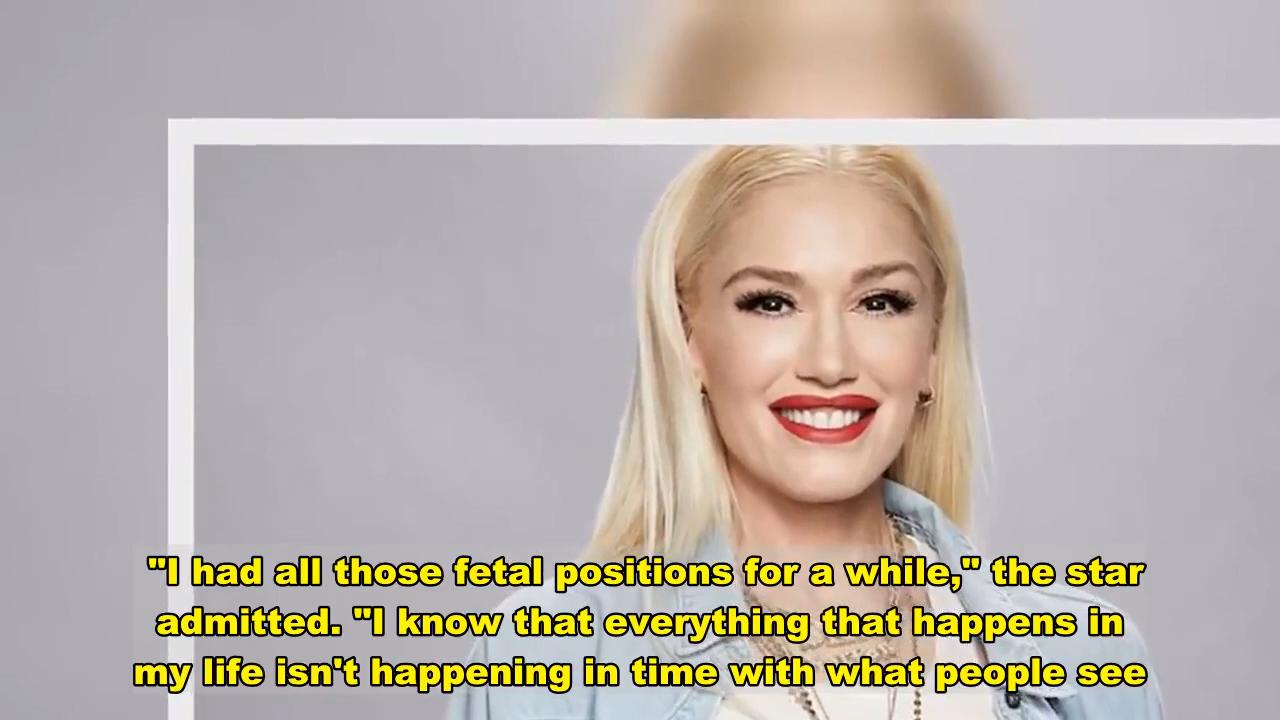 "I had all those fetal positions for a while," the star
admitted. "I know that everything that happens in
my life isn't happening in time with what people see